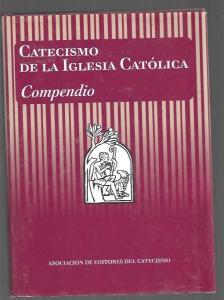 CATECISMO
DE LA IGLESIA CATÓLICA
Compendio
ASOCIACIÓN DE EDITORES DEL CATECISMO